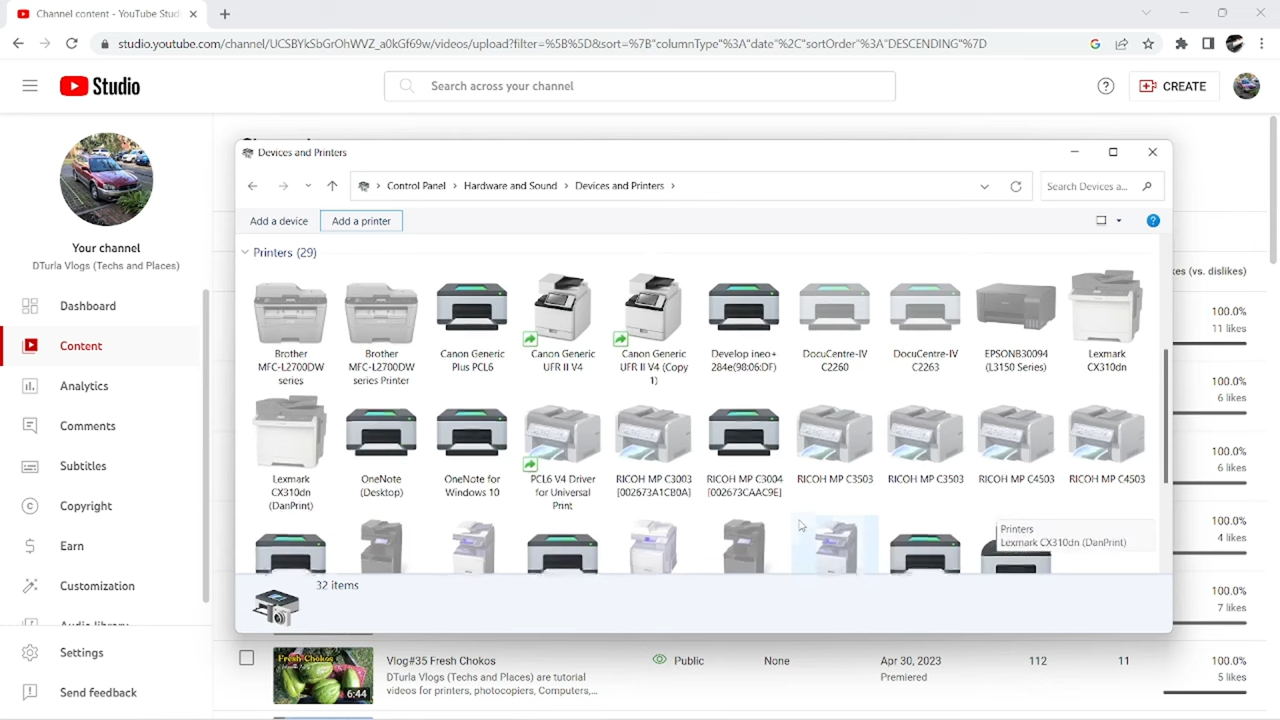 Channel content - YouTube Studi
studio.youtube.com/channel/UCSBYkSbGrOhWVZ_a0kGf69w/videos/upload?filter=%5B%5D&sort=%7B"columnType"%3A"date"%2C"sortOrder"%3A"DESCENDING"%7D
Studio
Search across your channel
CREATE
Your channel
DTurla Vlogs (Techs and Places)
Dashboard
Content
Analytics
Comments
Subtitles
Copyright
Earn
Customization
Audio library
Settings
Send feedback
Devices and Printers
Control Panel > Hardware and Sound > Devices and Printers >
Search Devices a...
Add a device
Add a printer
Printers (29)
Brother
MFC-L2700DW
series
Brother
MFC-L2700DW
series Printer
Canon Generic
Plus PCL6
Canon Generic
UFR II V4
Canon Generic
UFR II V4 (Copy
1)
Develop ineo+
284e(98:06:DF)
DocuCentre-IV
C2260
DocuCentre-IV
C2263
EPSONB30094
(L3150 Series)
Lexmark
CX310dn
Lexmark
CX310dn
(DanPrint)
OneNote
(Desktop)
OneNote for
Windows 10
PCL6 V4 Driver
for Universal
Print
RICOH MP C3003
[002673A1CB0A]
RICOH MP C3004
[002673CAAC9E]
RICOH MP C3503
RICOH MP C3503
RICOH MP C4503
RICOH MP C4503
Printers
Lexmark CX310dn (DanPrint)
32 items
kes (vs. dislikes)
100.0%
11 likes
100.0%
6 likes
100.0%
6 likes
100.0%
4 likes
100.0%
7 likes
Fresh Chokos
6:44
Vlog#35 Fresh Chokos
DTurla Vlogs (Techs and Places) are tutorial
videos for printers, photocopiers, Computers,...
Public
None
Apr 30, 2023
Premiered
112
11
100.0%
5 likes